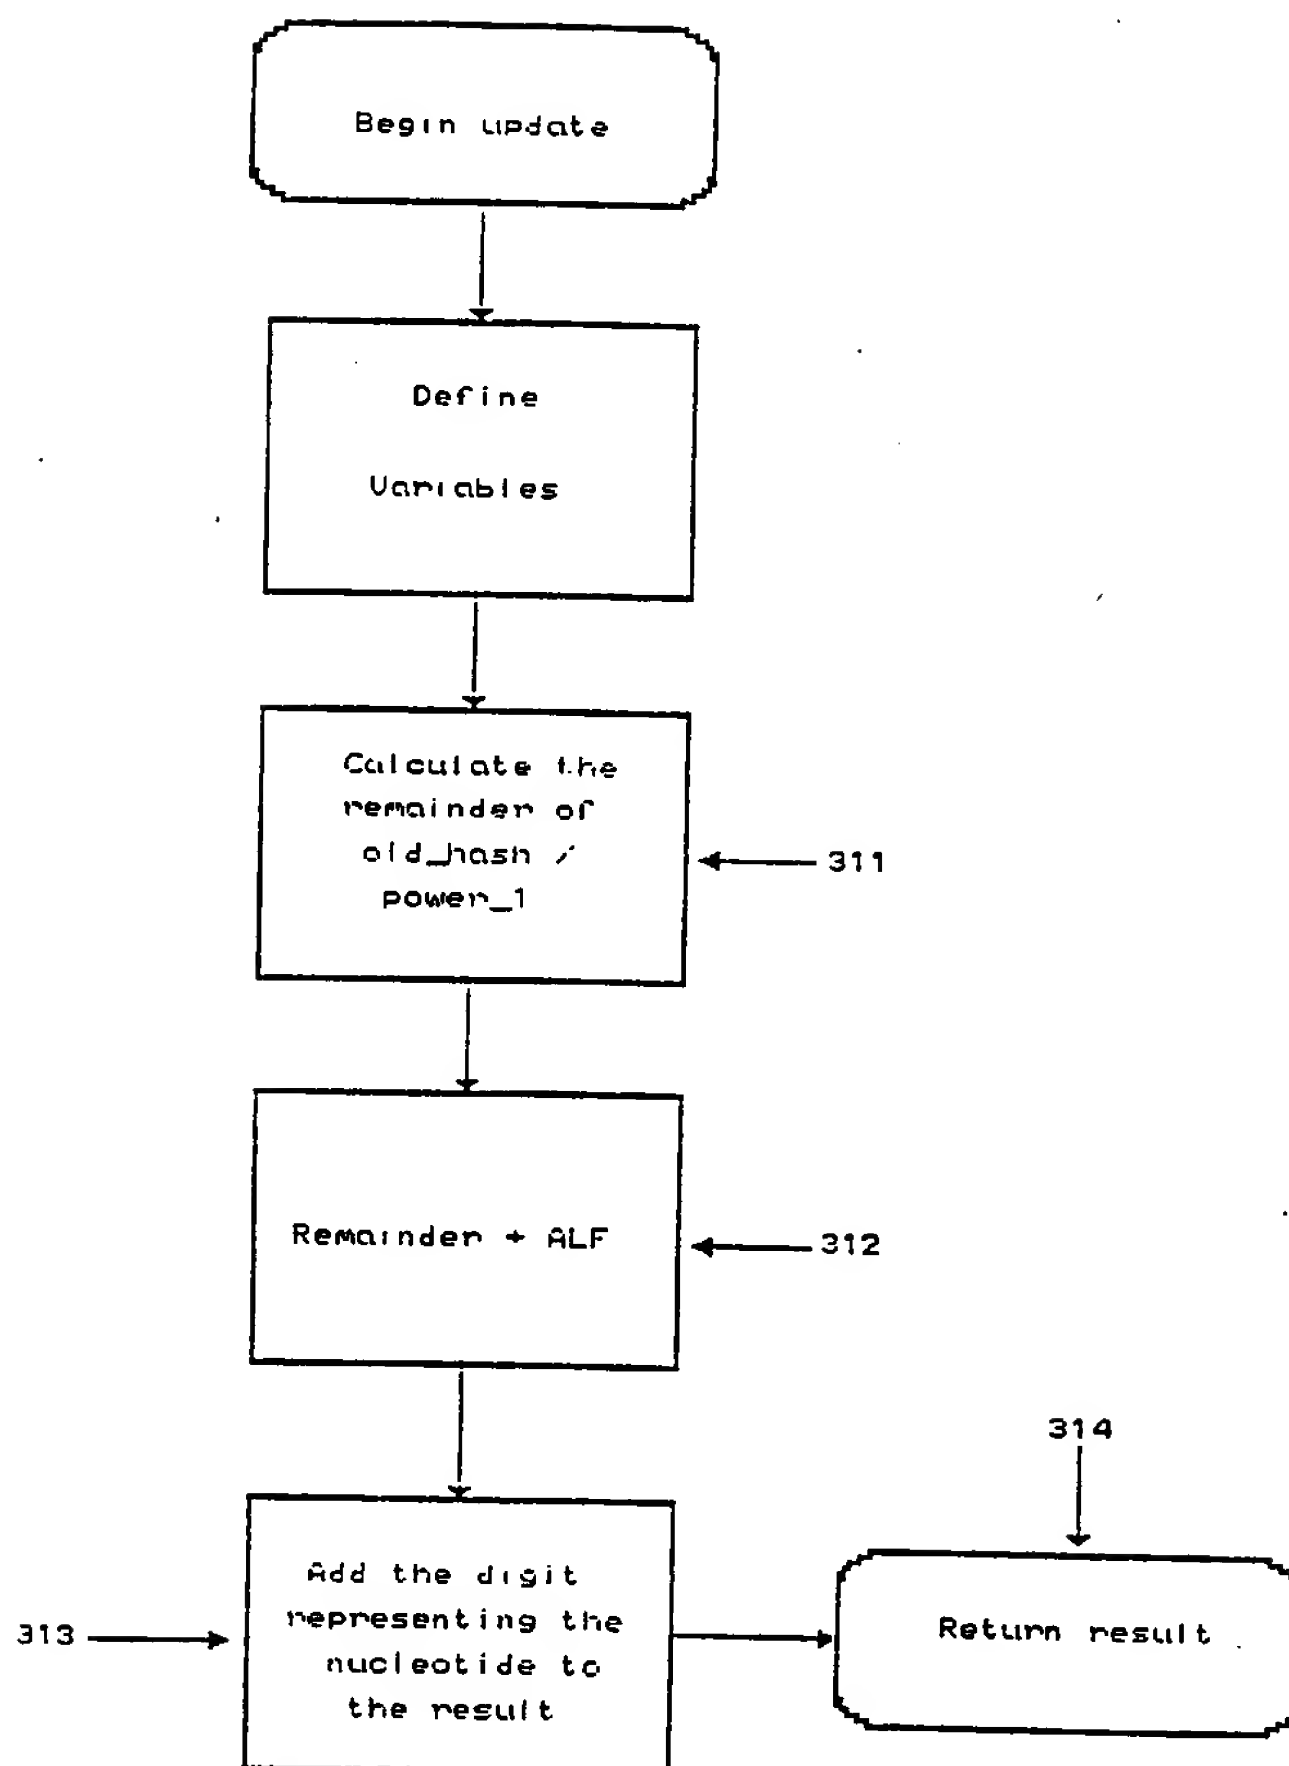 Begin update
Define
Variables
Calculate the
remainder of
old_hash /
power_1
311
Remainder * ALF
312
314
Add the digit
representing the
nucleotide to
the result
313
Return result